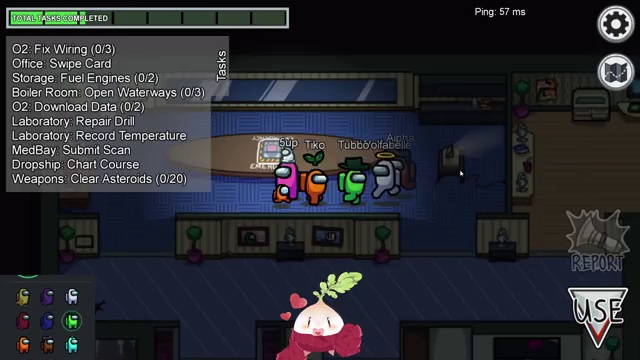 TOTAL TASKS COMPLETED
Ping: 57 ms
O2: Fix Wiring (0/3)
Office: Swipe Card
Storage: Fuel Engines (0/2)
Boiler Room: Open Waterways (0/3)
O2: Download Data (0/2)
Laboratory: Repair Drill
Laboratory: Record Temperature
MedBay: Submit Scan
Dropship: Chart Course
Weapons: Clear Asteroids (0/20)
Tasks
5up
Tiko
Alpha
REPORT
USE